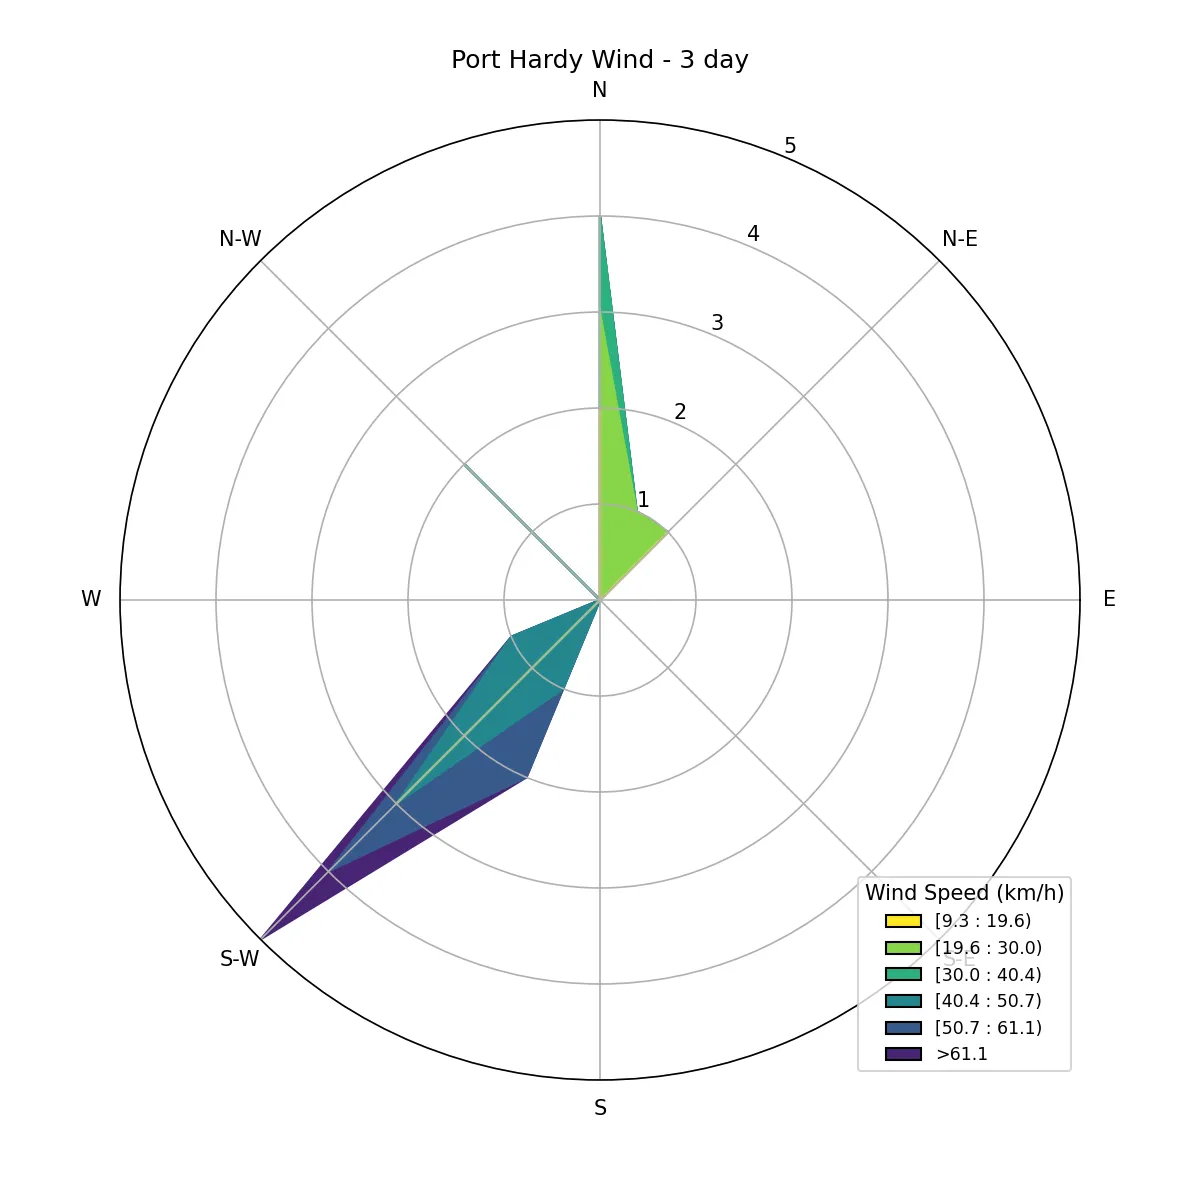 Port Hardy Wind - 3 day
N
5
N-W
4
N-E
3
2
1
W
E
S-W
S-E
S
Wind Speed (km/h)
[9.3 : 19.6)
[19.6 : 30.0)
[30.0 : 40.4)
[40.4 : 50.7)
[50.7 : 61.1)
>61.1